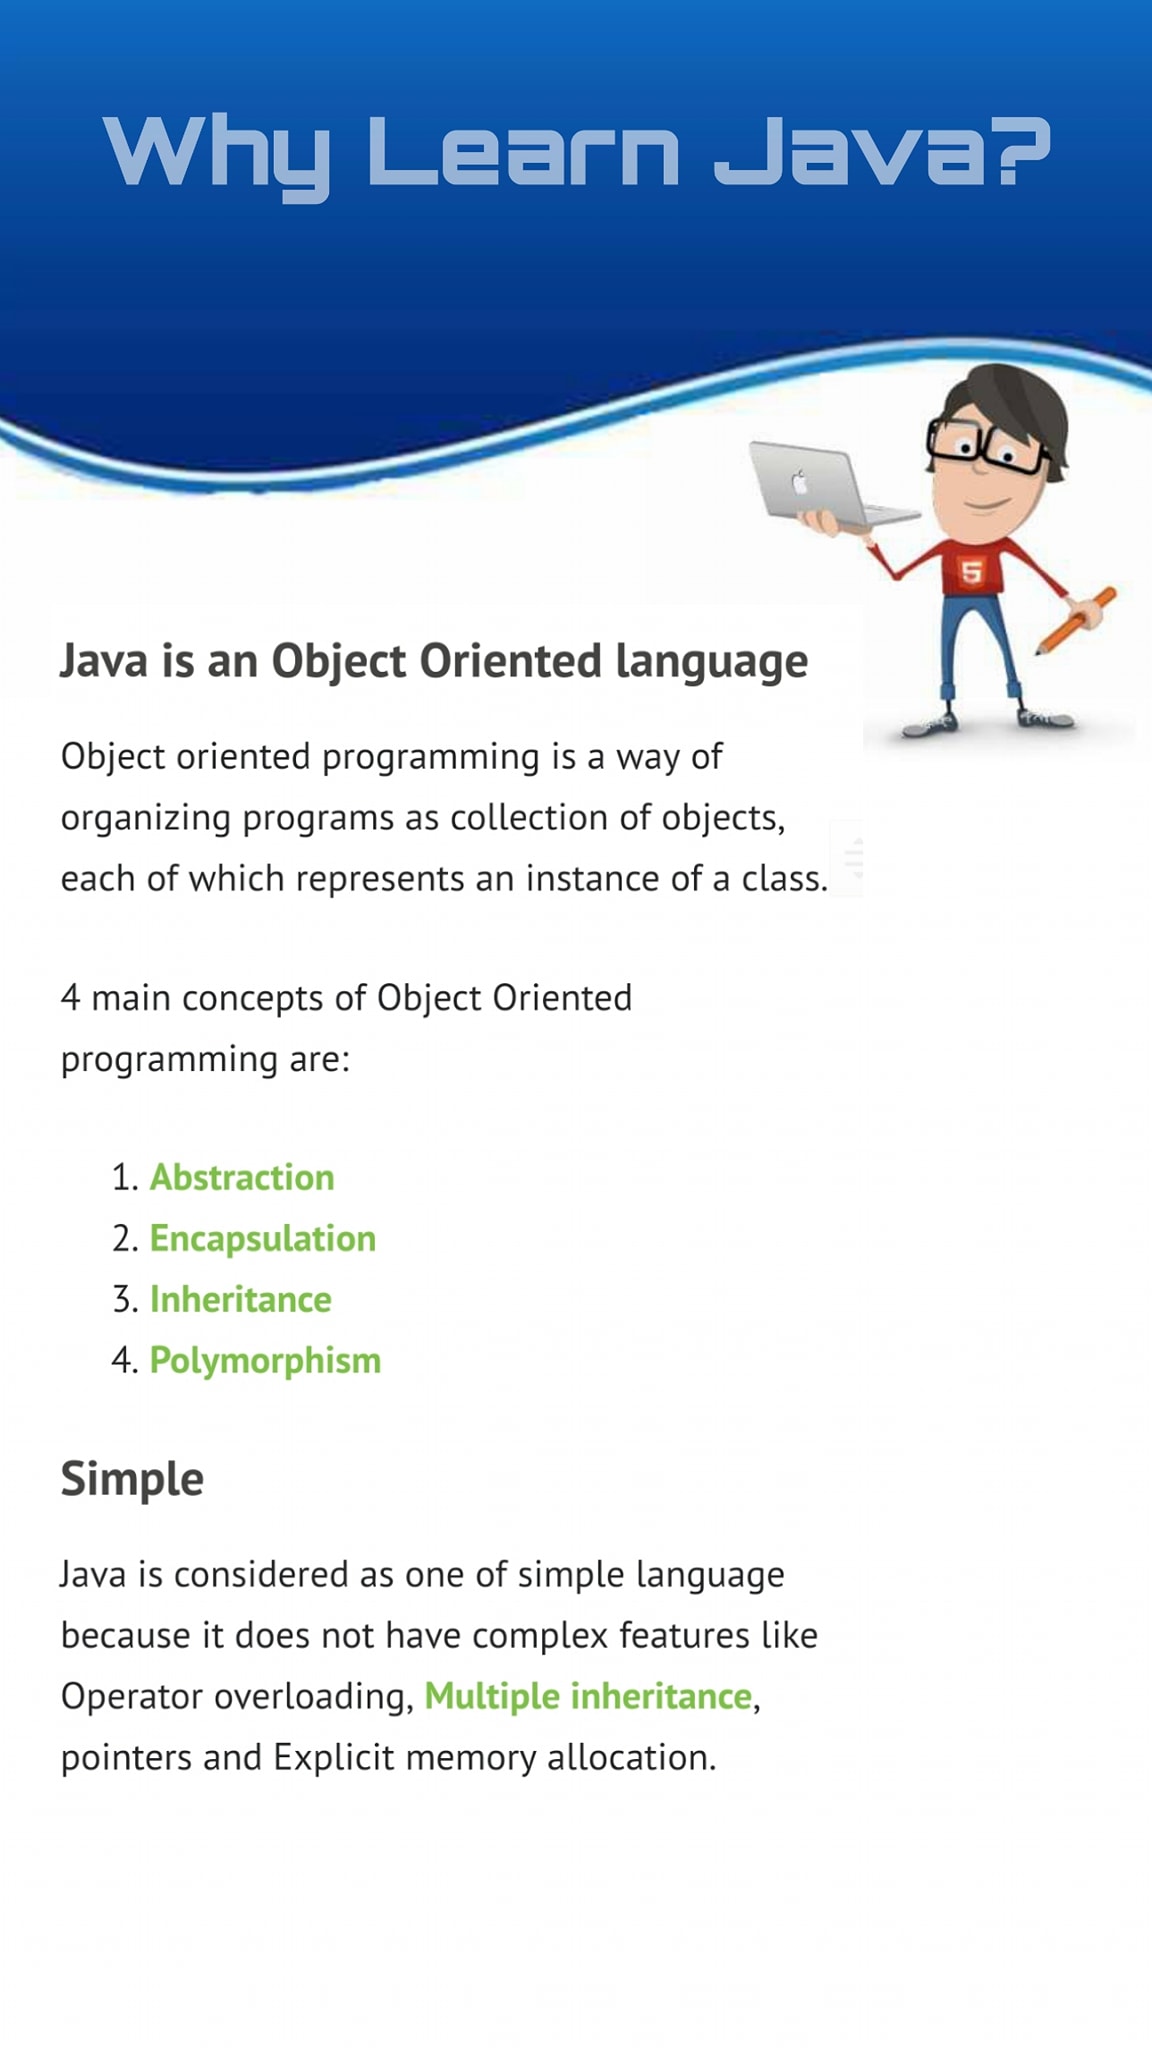 Why Learn Java?
5
Java is an Object Oriented language
Object oriented programming is a way of
organizing programs as collection of objects,
each of which represents an instance of a class.
4 main concepts of Object Oriented
programming are:
1. Abstraction
2. Encapsulation
3. Inheritance
4. Polymorphism
Simple
Java is considered as one of simple language
because it does not have complex features like
Operator overloading, Multiple inheritance,
pointers and Explicit memory allocation.